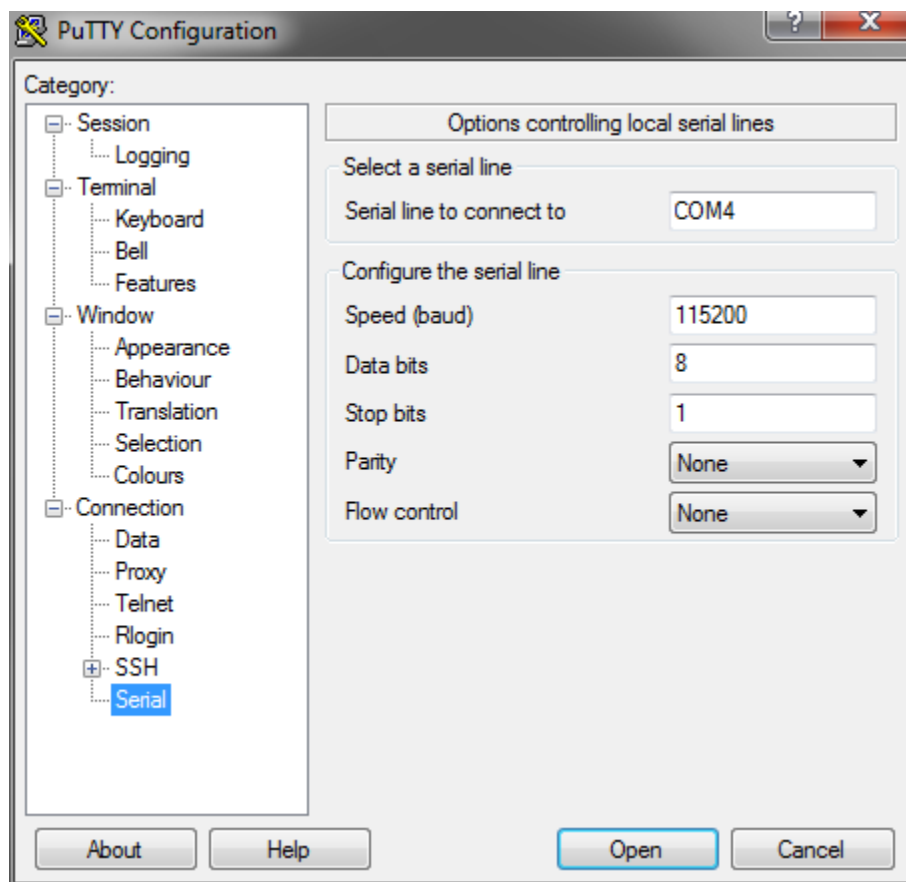 PuTTY Configuration
?
X
Category:
Session
Logging
Terminal
Keyboard
Bell
Features
Window
Appearance
Behaviour
Translation
Selection
Colours
Connection
Data
Proxy
Telnet
Rlogin
SSH
Serial
Options controlling local serial lines
Select a serial line
Serial line to connect to COM4
Configure the serial line
Speed (baud) 115200
Data bits 8
Stop bits 1
Parity None
Flow control None
About Help Open Cancel